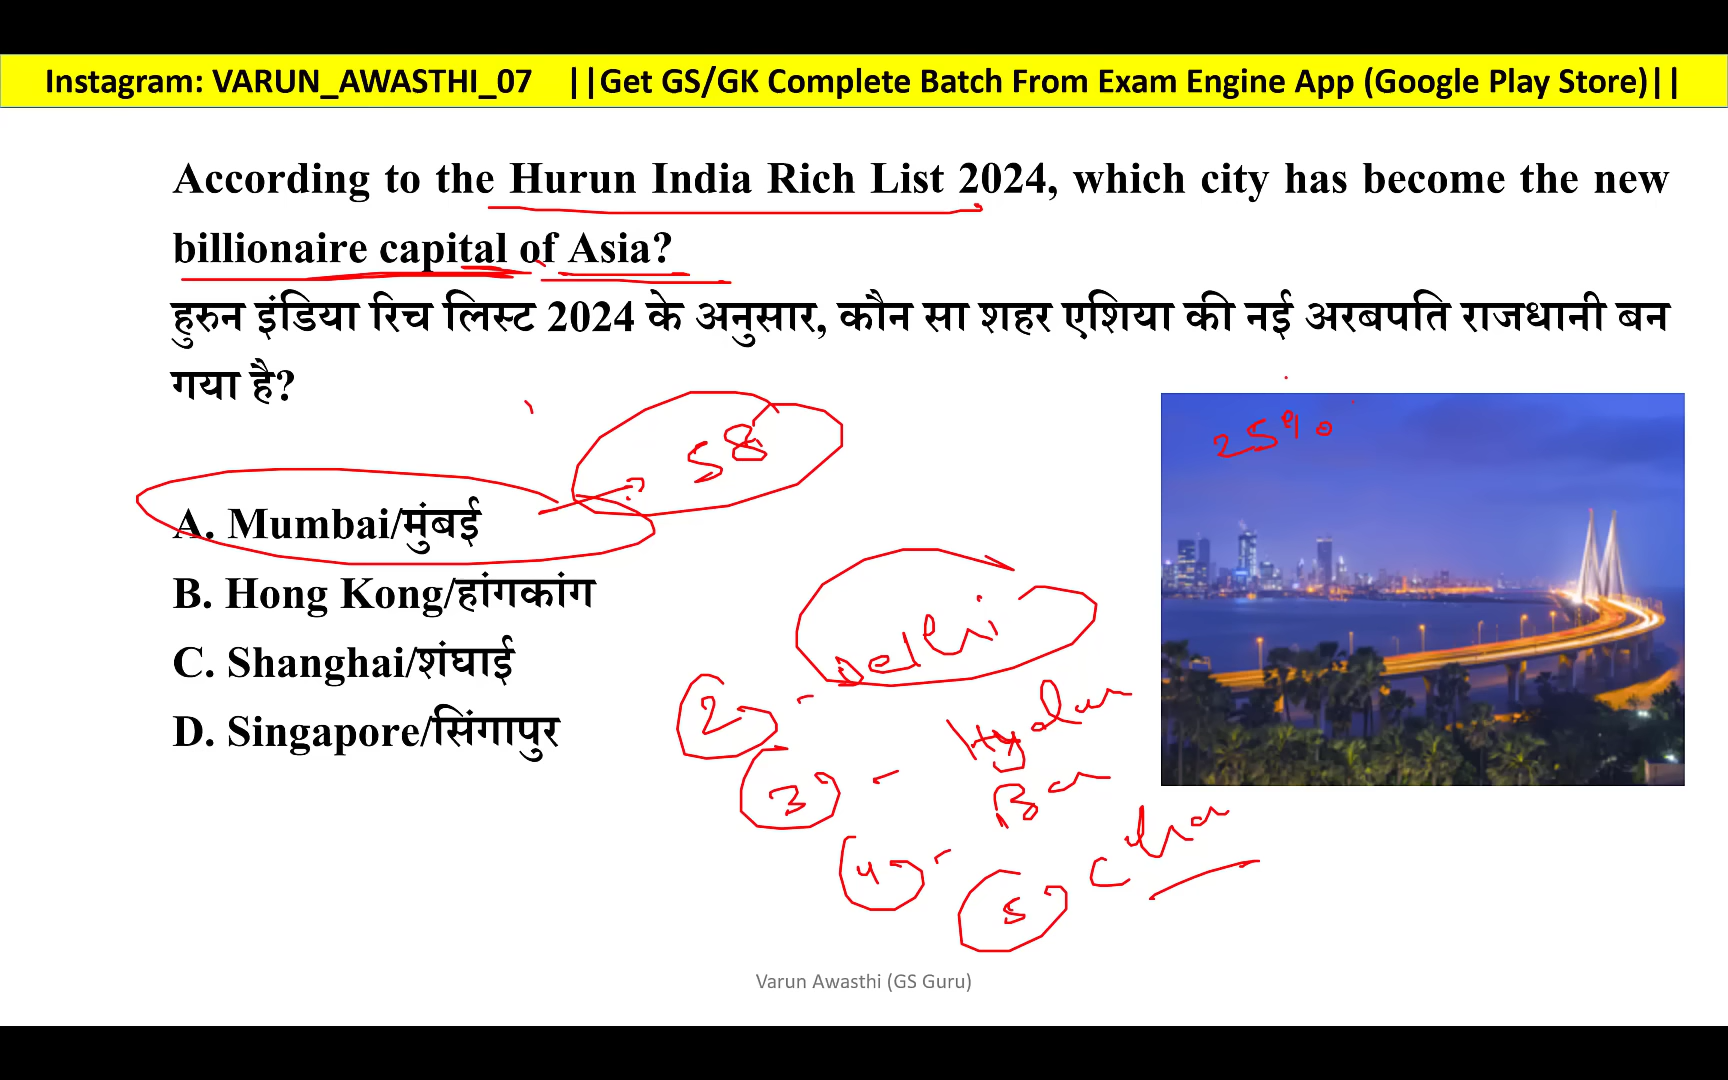 Instagram: VARUN_AWASTHI_07 ||Get GS/GK Complete Batch From Exam Engine App (Google Play Store)||
According to the Hurun India Rich List 2024, which city has become the new
billionaire capital of Asia?
हुरुन इंडिया रिच लिस्ट 2024 के अनुसार, कौन सा शहर एशिया की नई अरबपति राजधानी बन
गया है?
25%
58
A. Mumbai/मुंबई
B. Hong Kong/हांगकांग
C. Shanghai/शंघाई
D. Singapore/सिंगापुर
2 - Delhi
3 - Hyd
4 - Ban
5 Chen
Varun Awasthi (GS Guru)